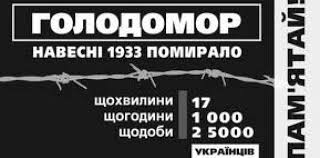 ГОЛОДОМОР
НАВЕСНІ 1933 ПОМИРАЛО
ЩОХВИЛИНИ 17
ЩОГОДИНИ 1 000
ЩОДОБИ 2 5000
УКРАЇНЦІВ
ПАМ'ЯТАЙ!